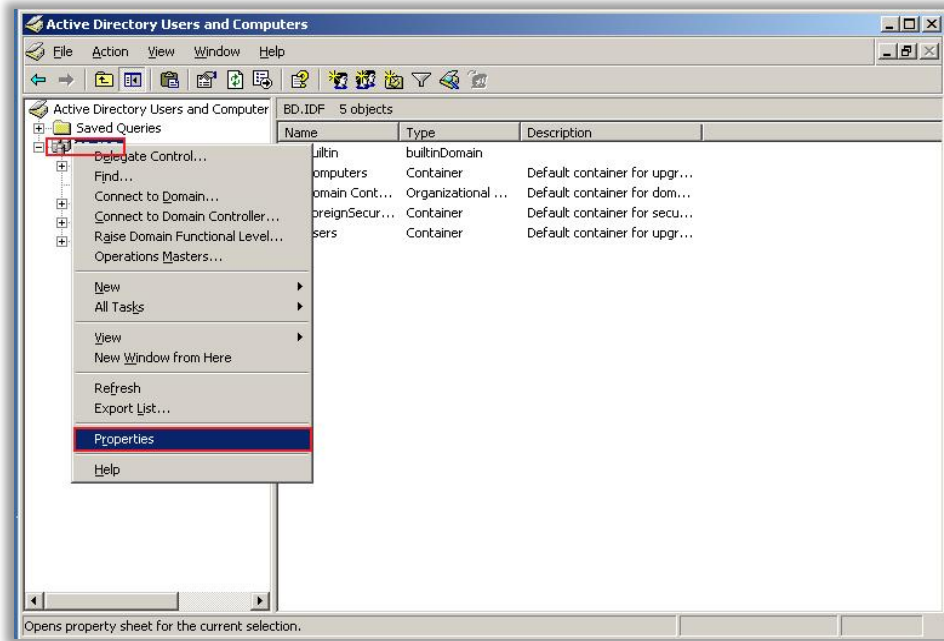 Active Directory Users and Computers
File Action View Window Help
Active Directory Users and Computer
BD.IDF 5 objects
Saved Queries
Name Type Description
uiltin builtinDomain
omputers Container Default container for upgr...
omain Cont... Organizational ... Default container for dom...
oreignSecur... Container Default container for secu...
sers Container Default container for upgr...
Delegate Control...
Find...
Connect to Domain...
Connect to Domain Controller...
Raise Domain Functional Level...
Operations Masters...
New
All Tasks
View
New Window from Here
Refresh
Export List...
Properties
Help
Opens property sheet for the current selection.